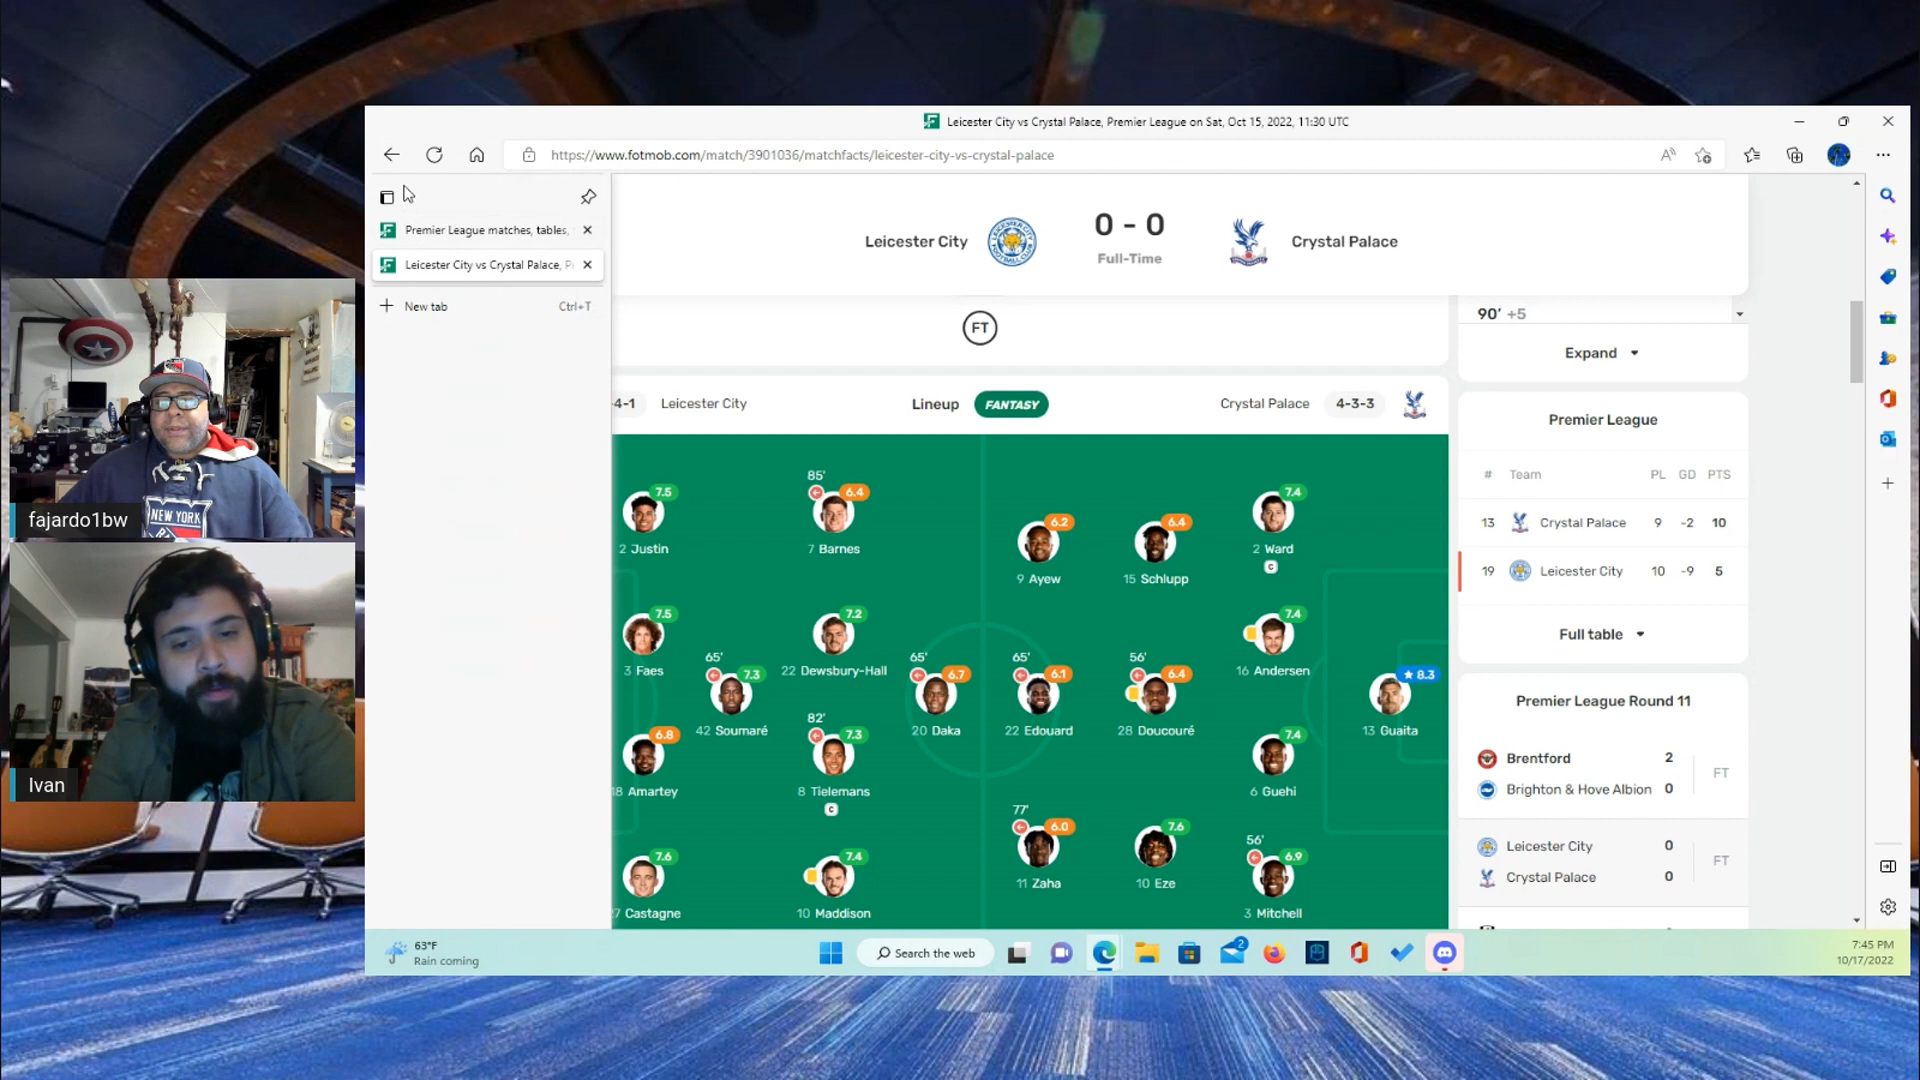 Leicester City vs Crystal Palace, Premier League on Sat, Oct 15, 2022, 11:30 UTC
https://www.fotmob.com/match/3901036/matchfacts/leicester-city-vs-crystal-palace
Premier League matches, tables,
Leicester City vs Crystal Palace, P
New tab Ctrl+T
Leicester City 0 - 0 Crystal Palace
Full-Time
FT
90' +5
Expand
4-1 Leicester City Lineup FANTASY Crystal Palace 4-3-3
Premier League
# Team PL GD PTS
13 Crystal Palace 9 -2 10
19 Leicester City 10 -9 5
Full table
Premier League Round 11
Brentford 2
Brighton & Hove Albion 0
FT
Leicester City 0
Crystal Palace 0
FT
7.5
2 Justin
85'
6.4
7 Barnes
6.2
9 Ayew
6.4
15 Schlupp
7.4
2 Ward
C
7.5
3 Faes
65'
7.3
42 Soumaré
7.2
22 Dewsbury-Hall
65'
6.7
20 Daka
65'
6.1
22 Edouard
56'
6.4
28 Doucouré
7.4
16 Andersen
8.3
13 Guaita
6.8
8 Amartey
82'
7.3
8 Tielemans
C
7.4
6 Guehi
7.6
7 Castagne
7.4
10 Maddison
77'
6.0
11 Zaha
7.6
10 Eze
56'
6.9
3 Mitchell
fajardo1bw
NEW YORK
Ivan
63°F
Rain coming
Search the web
2
7:45 PM
10/17/2022